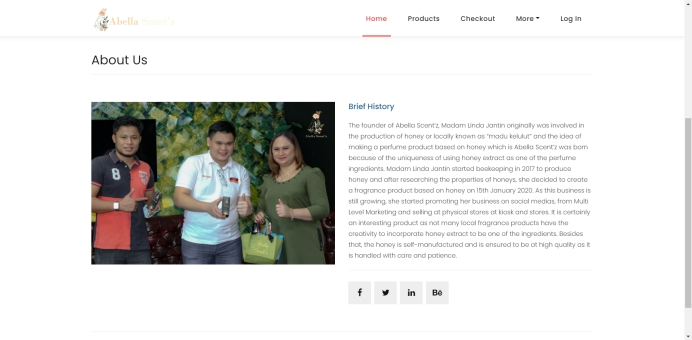 Abella Scent'z
Home
Products
Checkout
More
Log In
About Us
Abella Scent'z
Brief History
The founder of Abella Scent'z, Madam Linda Jantin originally was involved in
the production of honey or locally known as "madu kelulut" and the idea of
making a perfume product based on honey which is Abella Scent'z was born
because of the uniqueness of using honey extract as one of the perfume
ingredients. Madam Linda Jantin started beekeeping in 2017 to produce
honey and after researching the properties of honeys, she decided to create
a fragrance product based on honey on 15th January 2020. As this business is
still growing, she started promoting her business on social medias, from Multi
Level Marketing and selling at physical stores at kiosk and stores. It is certainly
an interesting product as not many local fragrance products have the
creativity to incorporate honey extract to be one of the ingredients. Besides
that, the honey is self-manufactured and is ensured to be at high quality as it
is handled with care and patience.